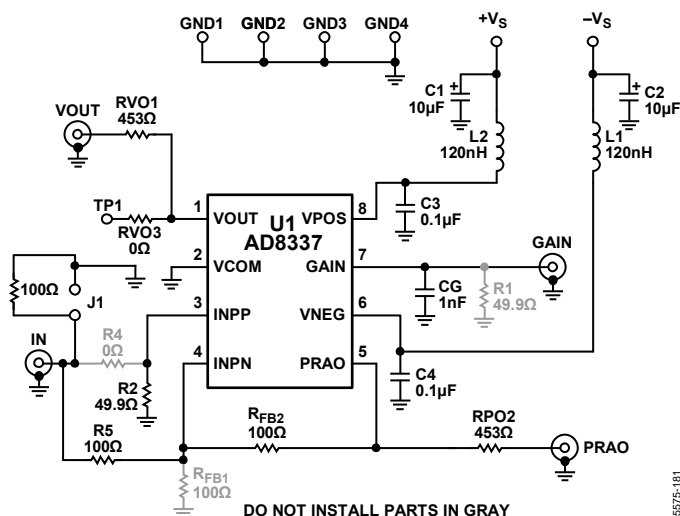 GND1 GND2 GND3 GND4
+VS
–VS
C1
10µF
C2
10µF
VOUT
RVO1
453Ω
L2
120nH
L1
120nH
TP1
RVO3
0Ω
C3
0.1µF
1 VOUT
U1
AD8337
VPOS 8
2 VCOM
GAIN 7
3 INPP
VNEG 6
4 INPN
PRAO 5
GAIN
CG
1nF
R1
49.9Ω
100Ω
J1
IN
R4
0Ω
R2
49.9Ω
C4
0.1µF
R5
100Ω
RFB2
100Ω
RPO2
453Ω
PRAO
RFB1
100Ω
DO NOT INSTALL PARTS IN GRAY
5575-181